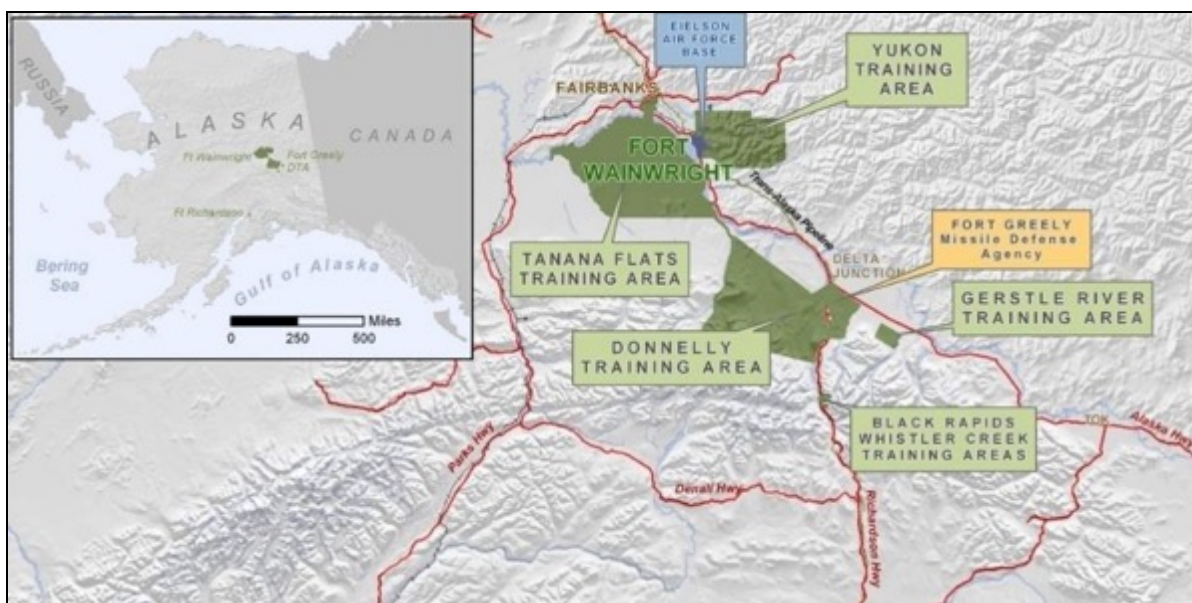 RUSSIA
ALASKA
CANADA
Ft Wainwright
Fort Greely
DTA
Ft Richardson
Bering
Sea
Gulf of Alaska
Miles
0 250 500
EIELSON
AIR FORCE
BASE
YUKON
TRAINING
AREA
FAIRBANKS
FORT
WAINWRIGHT
Trans-Alaska Pipeline
TANANA FLATS
TRAINING AREA
FORT GREELY
Missile Defense
Agency
DELTA
JUNCTION
GERSTLE RIVER
TRAINING AREA
DONNELLY
TRAINING AREA
BLACK RAPIDS
WHISTLER CREEK
TRAINING AREAS
TOK
Alaska Hwy
Parks Hwy
Denali Hwy
Richardson Hwy